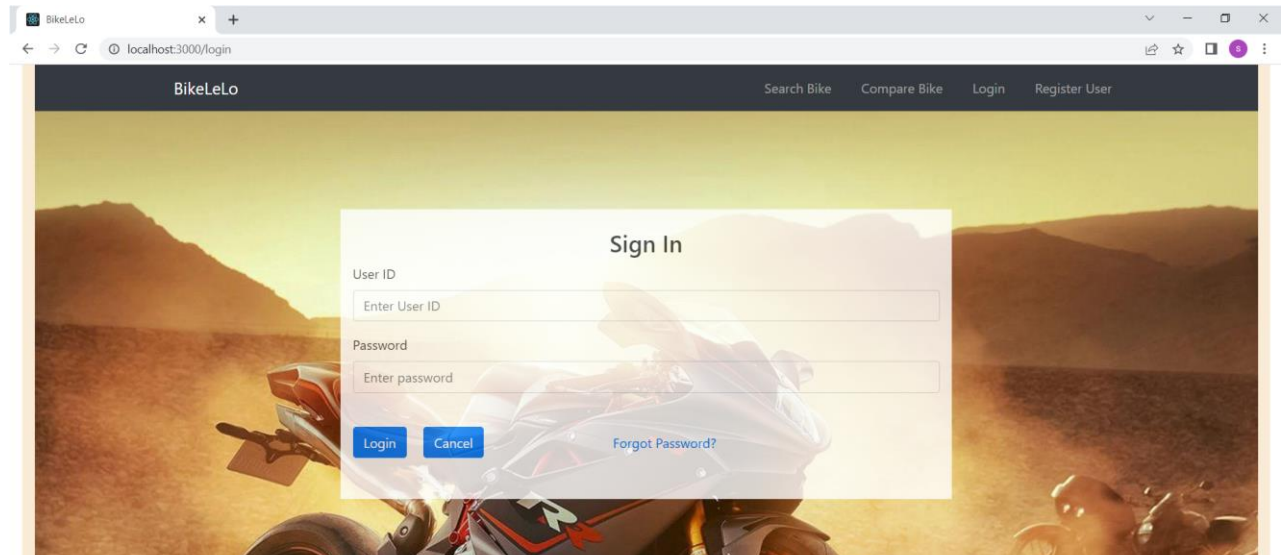 BikeLeLo
localhost:3000/login
S
BikeLeLo Search Bike Compare Bike Login Register User
Sign In
User ID
Enter User ID
Password
Enter password
Login Cancel Forgot Password?
RR